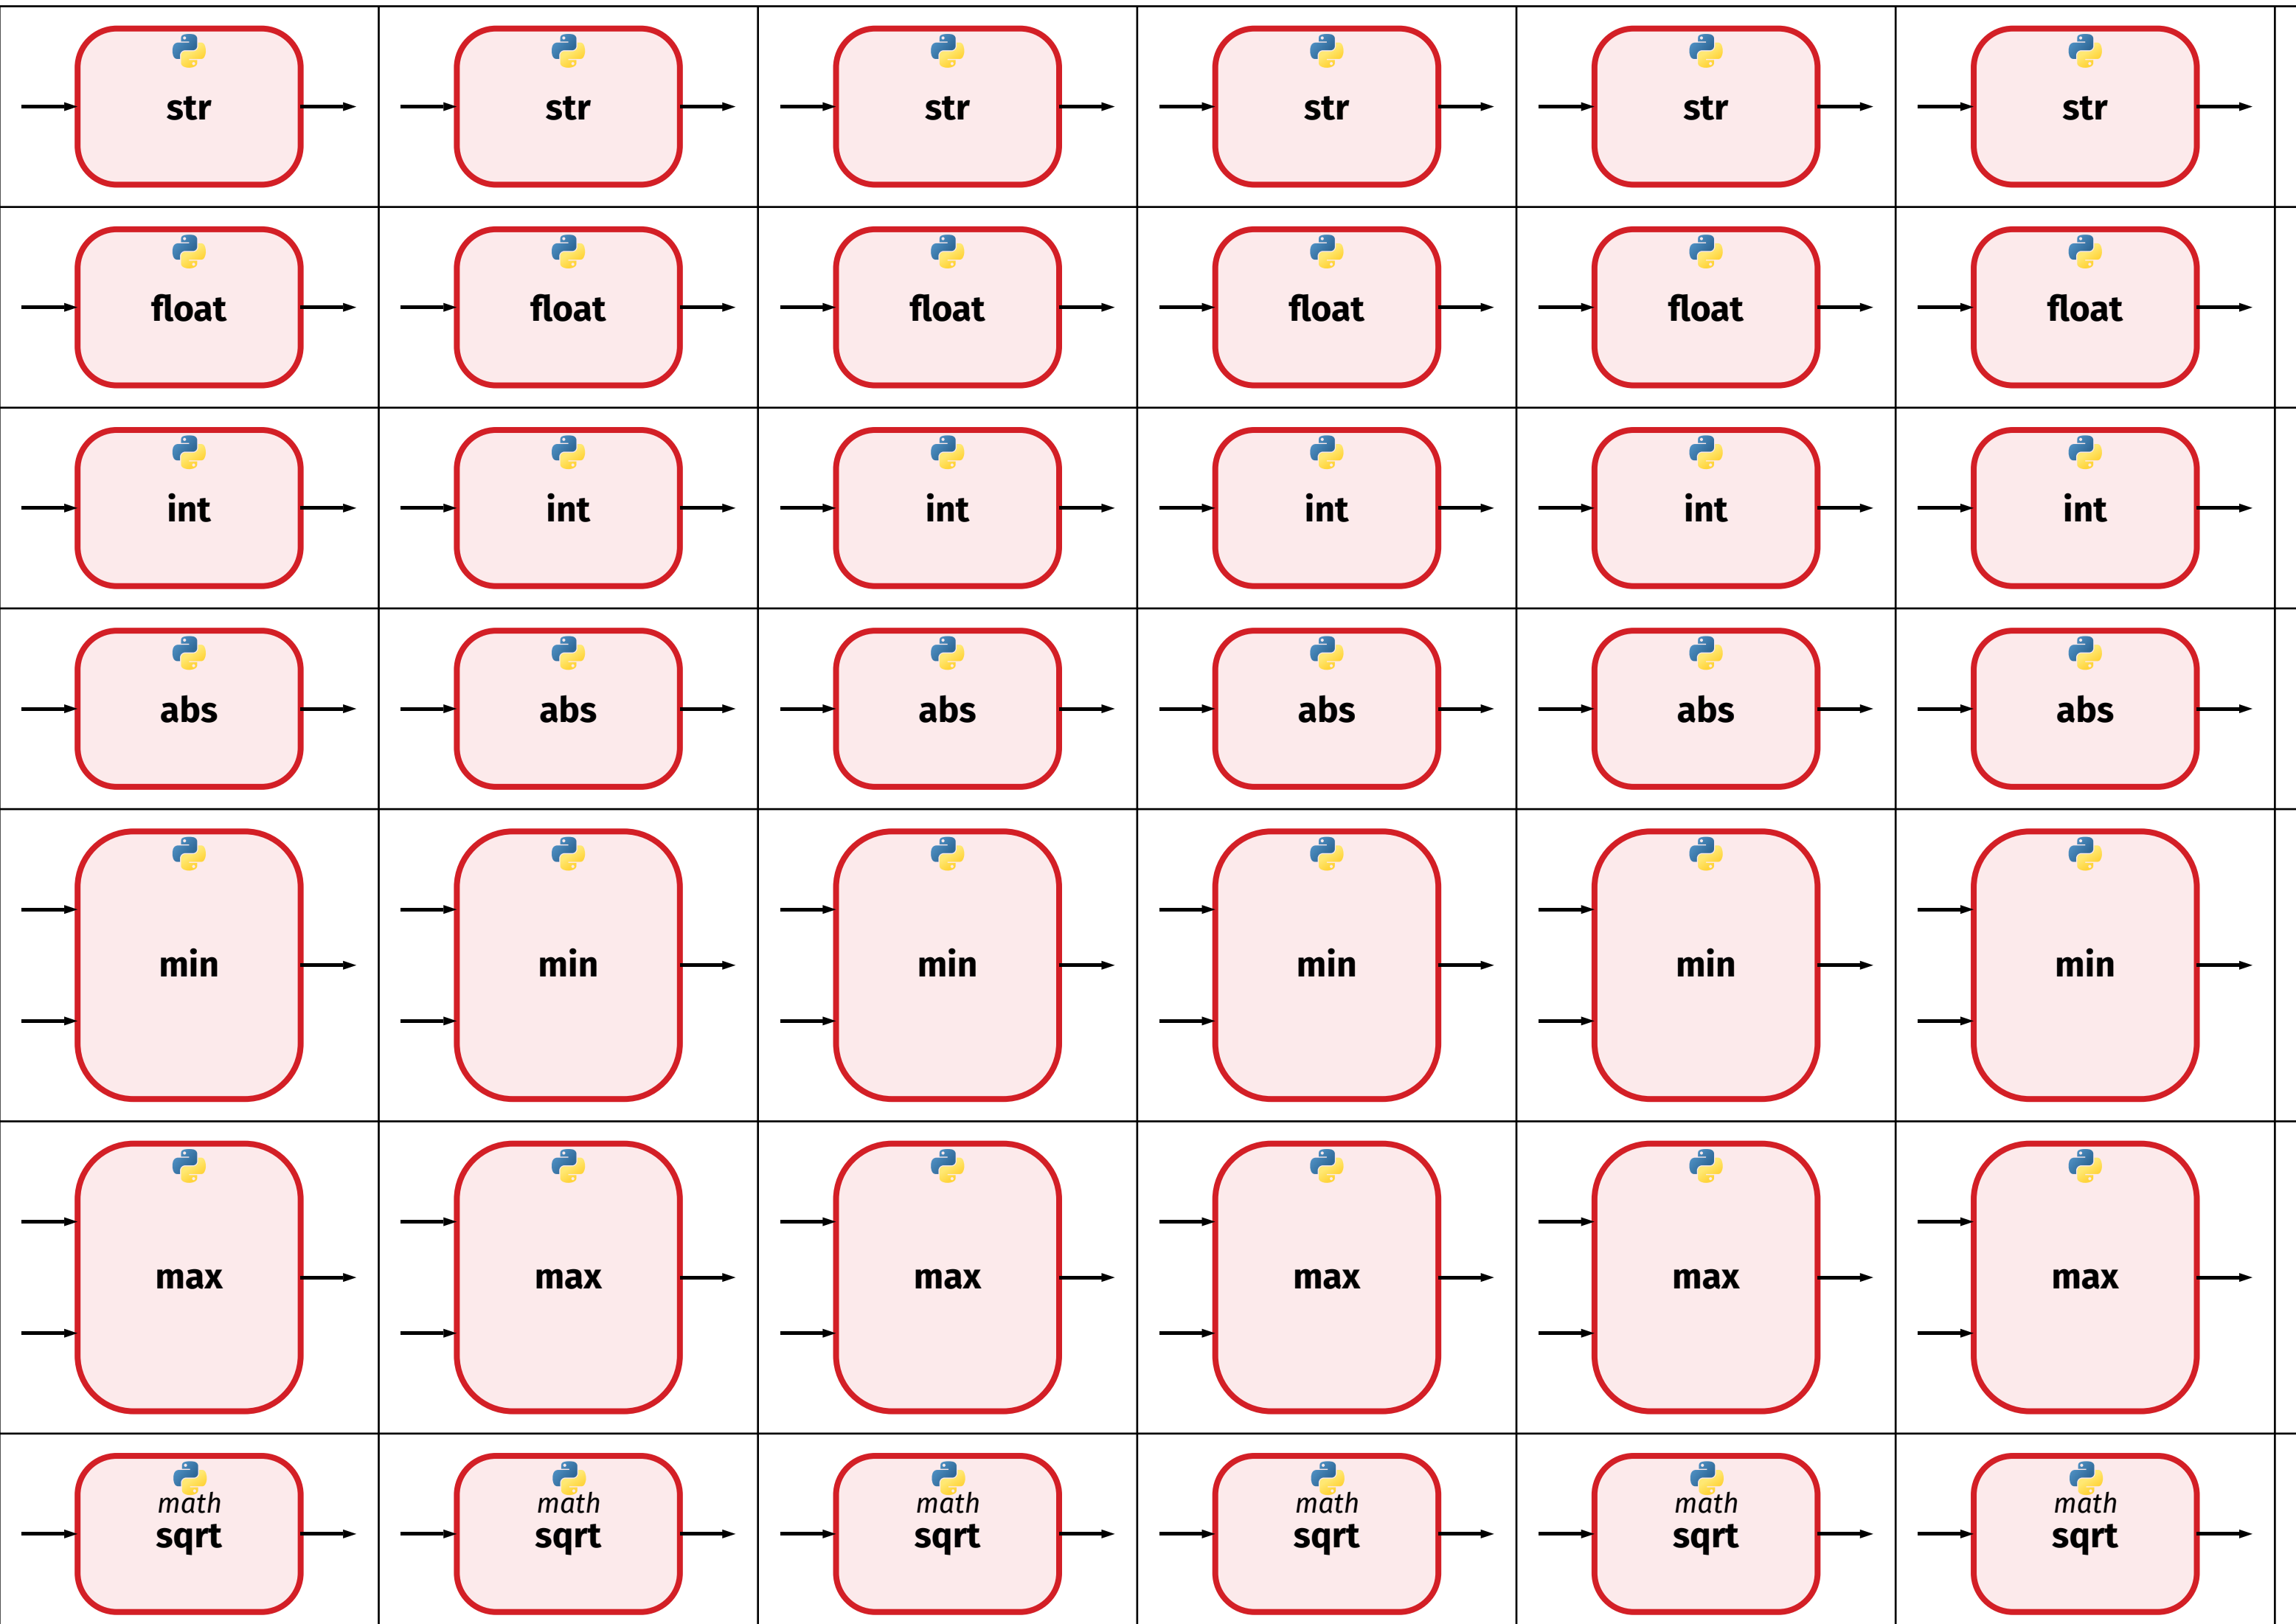 str str str str str str
float float float float float float
int int int int int int
abs abs abs abs abs abs
min min min min min min
max max max max max max
math math math math math math
sqrt sqrt sqrt sqrt sqrt sqrt